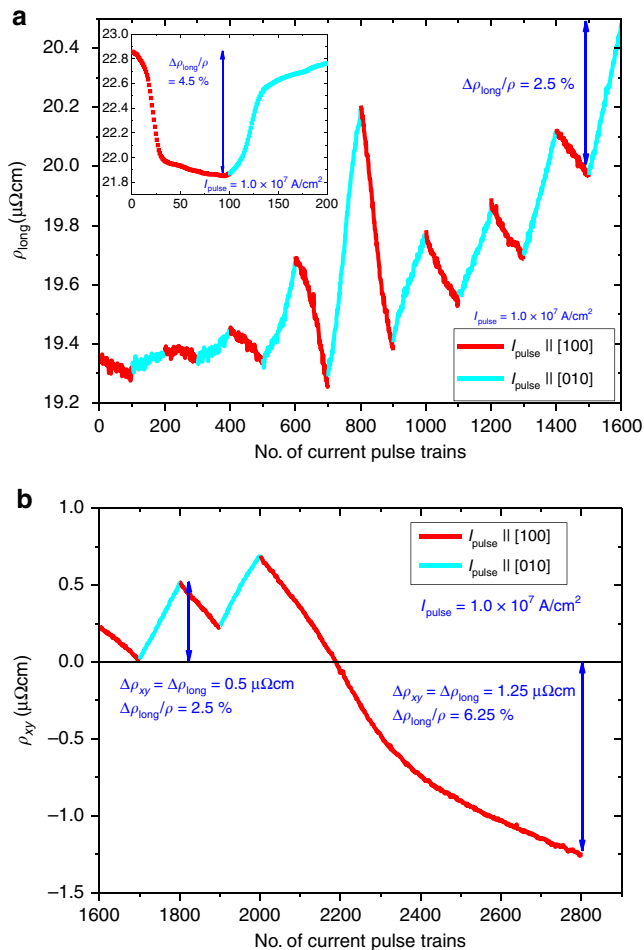 a
20.5
20.2
20.0
19.8
19.6
19.4
19.2
ρlong(μΩcm)
0
200
400
600
800
1000
1200
1400
1600
No. of current pulse trains
23.0
22.8
22.6
22.4
22.2
22.0
21.8
0
50
100
150
200
Δρlong/ρ
= 4.5 %
Ipulse = 1.0 × 10⁷ A/cm²
Δρlong/ρ = 2.5 %
Ipulse = 1.0 × 10⁷ A/cm²
Ipulse || [100]
Ipulse || [010]
b
1.0
0.5
0.0
−0.5
−1.0
−1.5
ρxy (μΩcm)
1600
1800
2000
2200
2400
2600
2800
No. of current pulse trains
Ipulse || [100]
Ipulse || [010]
Ipulse = 1.0 × 10⁷ A/cm²
Δρxy = Δρlong = 0.5 μΩcm
Δρlong/ρ = 2.5 %
Δρxy = Δρlong = 1.25 μΩcm
Δρlong/ρ = 6.25 %